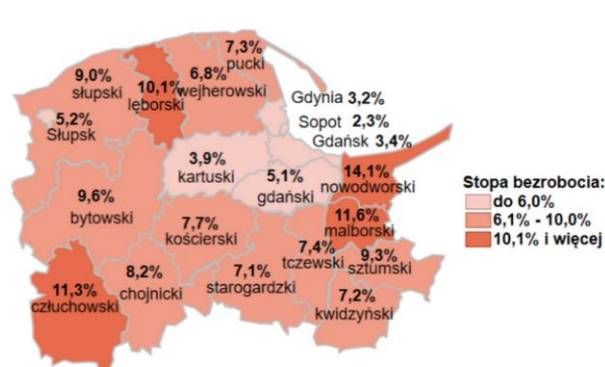 7,3%
pucki
9,0%
słupski
10,1%
lęborski
6,8%
wejherowski
Gdynia 3,2%
Sopot 2,3%
Gdańsk 3,4%
5,2%
Słupsk
3,9%
kartuski
5,1%
gdański
14,1%
nowodworski
Stopa bezrobocia:
do 6,0%
6,1% - 10,0%
10,1% i więcej
9,6%
bytowski
7,7%
kościerski
11,6%
malborski
7,4%
tczewski
9,3%
sztumski
11,3%
człuchowski
8,2%
chojnicki
7,1%
starogardzki
7,2%
kwidzyński